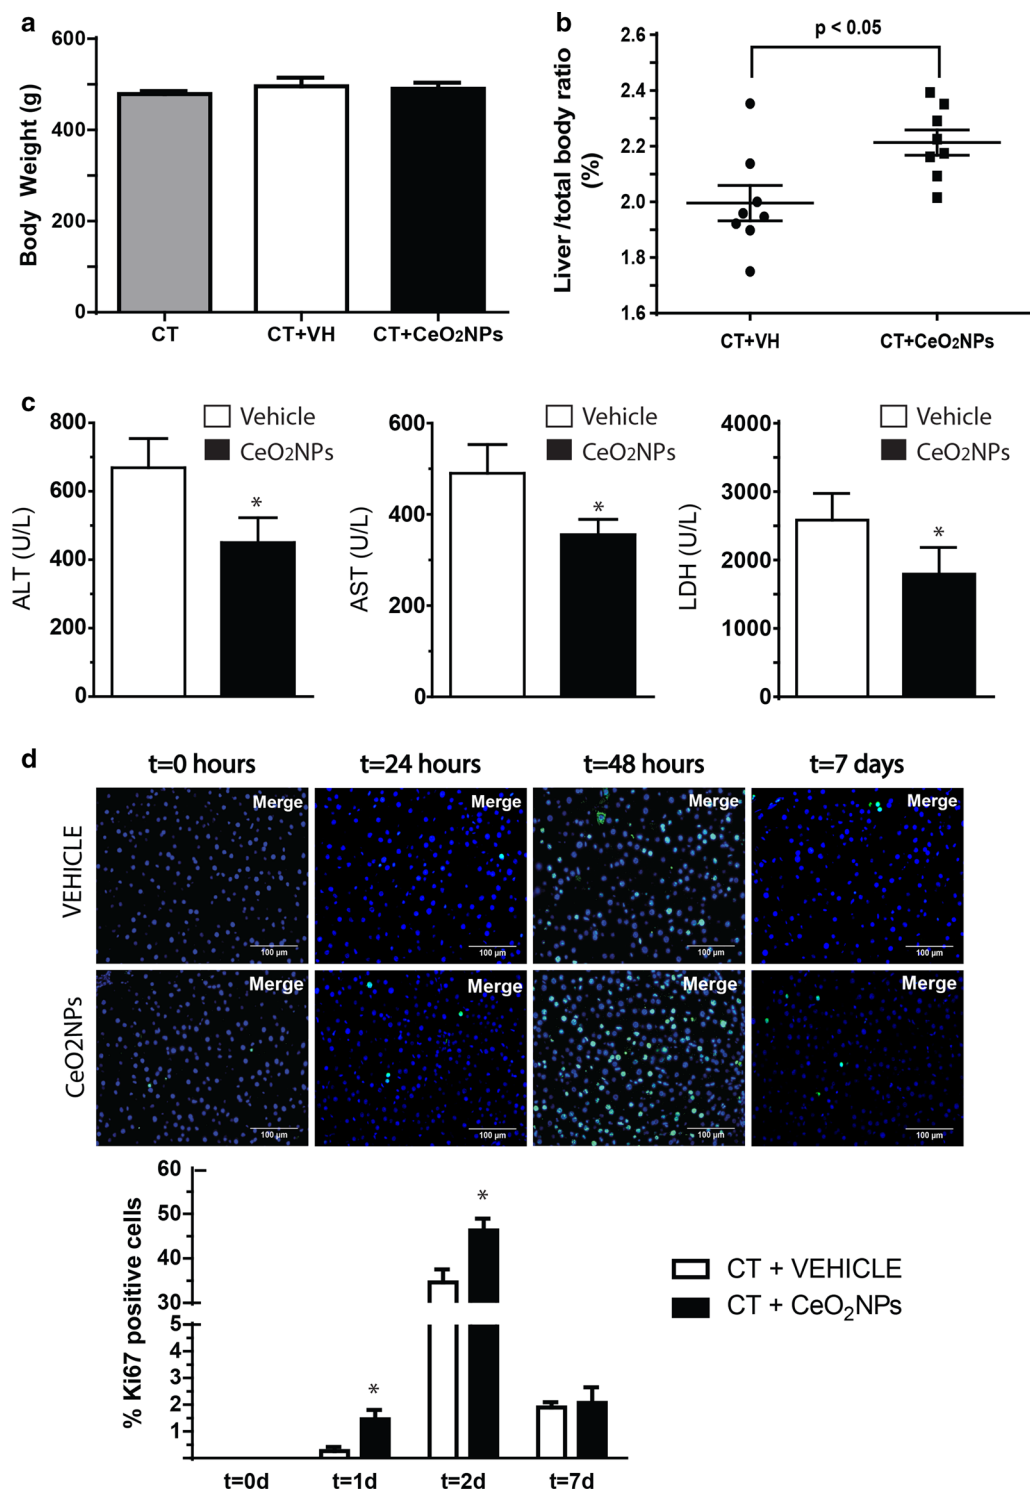 a
Body Weight (g)
600
400
200
0
CT
CT+VH
CT+CeO2NPs
b
p < 0.05
Liver /total body ratio
(%)
2.6
2.4
2.2
2.0
1.8
1.6
CT+VH
CT+CeO2NPs
c
Vehicle
CeO2NPs
ALT (U/L)
800
600
400
200
0
*
Vehicle
CeO2NPs
AST (U/L)
600
400
200
0
*
Vehicle
CeO2NPs
LDH (U/L)
4000
3000
2000
1000
0
*
d
t=0 hours
t=24 hours
t=48 hours
t=7 days
VEHICLE
Merge
100 µm
Merge
100 µm
Merge
100 µm
Merge
100 µm
CeO2NPs
Merge
100 µm
Merge
100 µm
Merge
100 µm
Merge
100 µm
% Ki67 positive cells
60
50
40
30
5
4
3
2
1
*
*
t=0d
t=1d
t=2d
t=7d
CT + VEHICLE
CT + CeO₂NPs